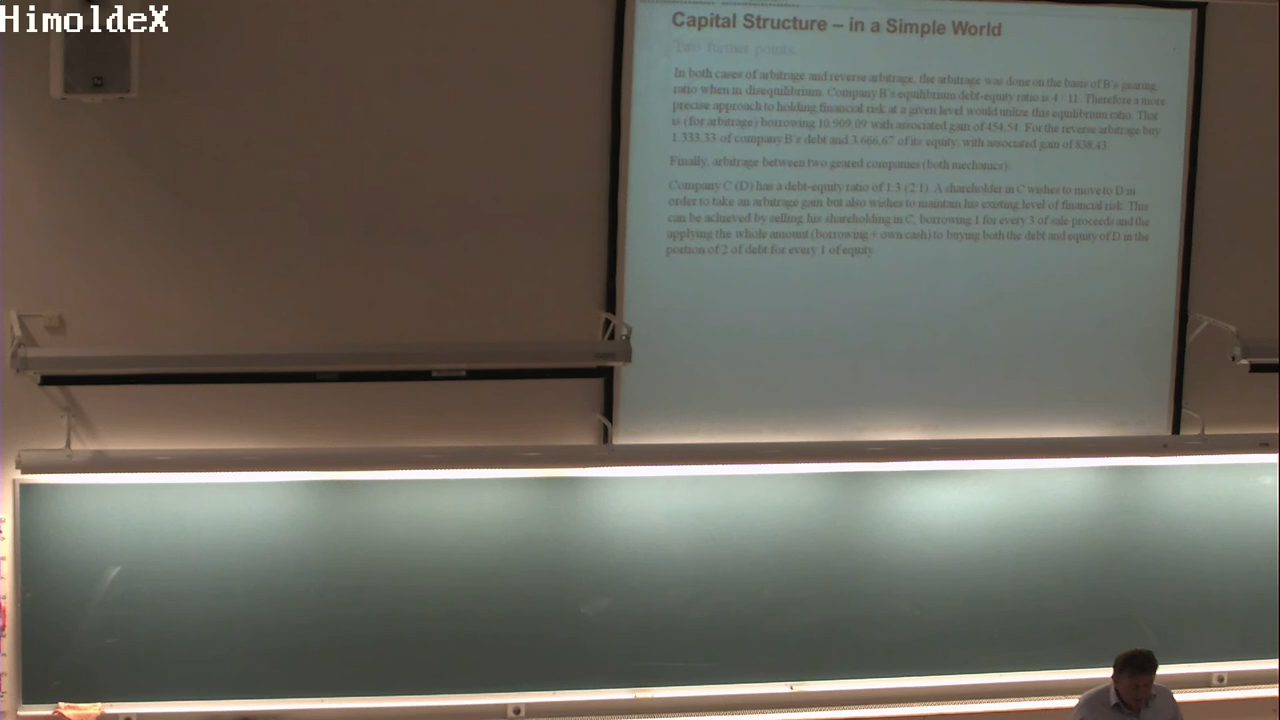 HimoldeX
Capital Structure – in a Simple World
Two further points
In both cases of arbitrage and reverse arbitrage, the arbitrage was done on the basis of B's gearing
ratio when in disequilibrium. Company B's equilibrium debt-equity ratio is 4 / 11. Therefore a more
precise approach to holding financial risk at a given level would utilize this equlibrium ratio. That
is (for arbitrage) borrowing 10.909.09 with associated gain of 454.54. For the reverse arbitrage buy
1.333.33 of company B's debt and 3.666.67 of its equity; with associated gain of 838.43.
Finally, arbitrage between two geared companies (both mechanics).
Company C (D) has a debt-equity ratio of 1:3 (2:1). A shareholder in C wishes to move to D in
order to take an arbitrage gain but also wishes to maintain his existing level of financial risk. This
can be achieved by selling his shareholding in C, borrowing 1 for every 3 of sale proceeds and the
applying the whole amount (borrowing + own cash) to buying both the debt and equity of D in the
portion of 2 of debt for every 1 of equity.